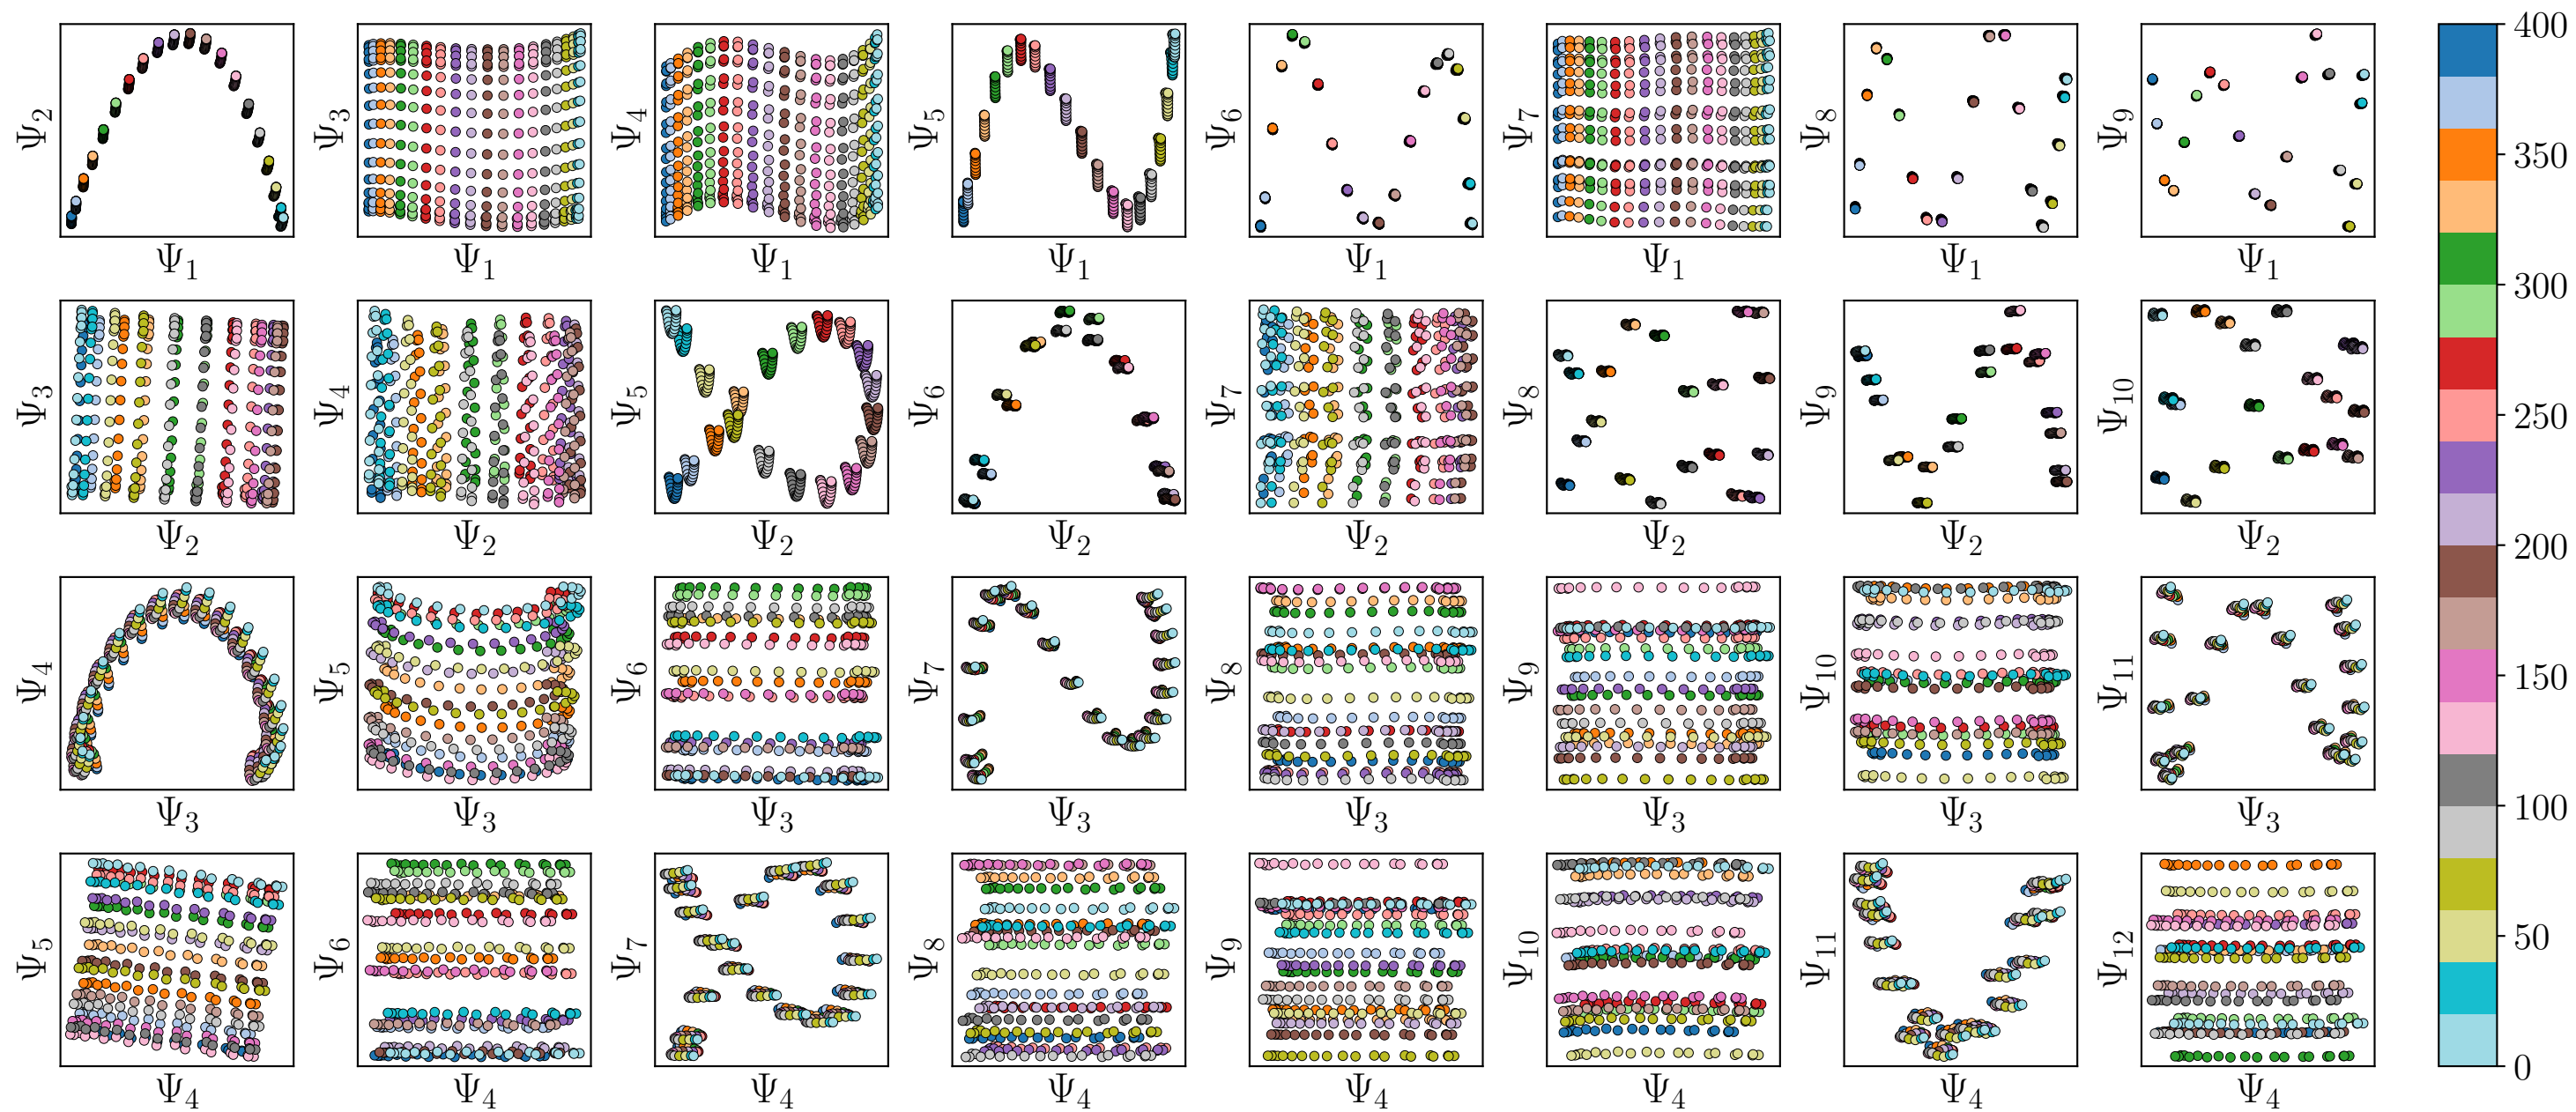 Ψ₂ Ψ₃ Ψ₄ Ψ₅ Ψ₆ Ψ₇ Ψ₈ Ψ₉
Ψ₁ Ψ₁ Ψ₁ Ψ₁ Ψ₁ Ψ₁ Ψ₁ Ψ₁
Ψ₃ Ψ₄ Ψ₅ Ψ₆ Ψ₇ Ψ₈ Ψ₉ Ψ₁₀
Ψ₂ Ψ₂ Ψ₂ Ψ₂ Ψ₂ Ψ₂ Ψ₂ Ψ₂
Ψ₄ Ψ₅ Ψ₆ Ψ₇ Ψ₈ Ψ₉ Ψ₁₀ Ψ₁₁
Ψ₃ Ψ₃ Ψ₃ Ψ₃ Ψ₃ Ψ₃ Ψ₃ Ψ₃
Ψ₅ Ψ₆ Ψ₇ Ψ₈ Ψ₉ Ψ₁₀ Ψ₁₁ Ψ₁₂
Ψ₄ Ψ₄ Ψ₄ Ψ₄ Ψ₄ Ψ₄ Ψ₄ Ψ₄
400
350
300
250
200
150
100
50
0